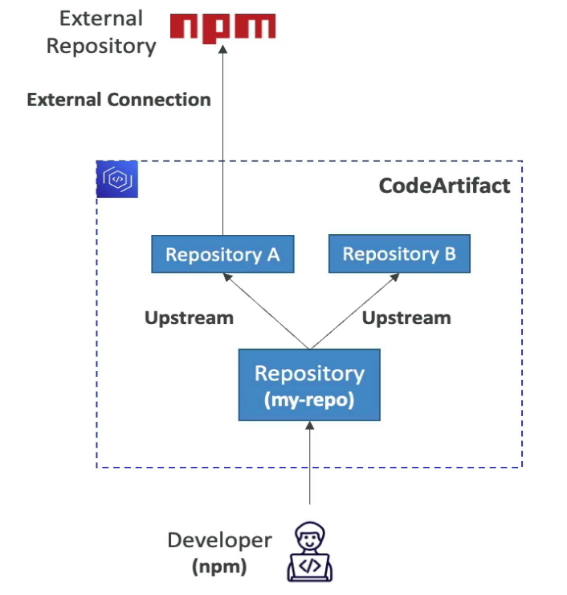 External
Repository
npm
External Connection
CodeArtifact
Repository A
Repository B
Upstream
Upstream
Repository
(my-repo)
Developer
(npm)